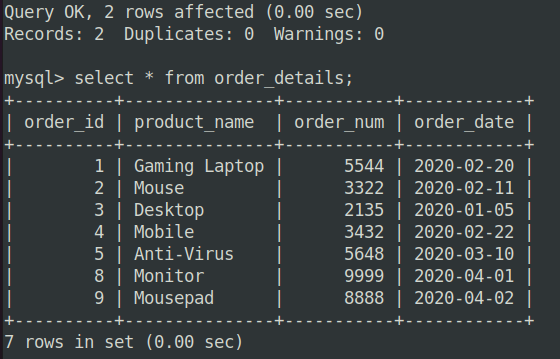 Query OK, 2 rows affected (0.00 sec)
Records: 2  Duplicates: 0  Warnings: 0

mysql> select * from order_details;
+----------+---------------+-----------+------------+
| order_id | product_name  | order_num | order_date |
+----------+---------------+-----------+------------+
|        1 | Gaming Laptop |      5544 | 2020-02-20 |
|        2 | Mouse         |      3322 | 2020-02-11 |
|        3 | Desktop       |      2135 | 2020-01-05 |
|        4 | Mobile        |      3432 | 2020-02-22 |
|        5 | Anti-Virus    |      5648 | 2020-03-10 |
|        8 | Monitor       |      9999 | 2020-04-01 |
|        9 | Mousepad      |      8888 | 2020-04-02 |
+----------+---------------+-----------+------------+
7 rows in set (0.00 sec)